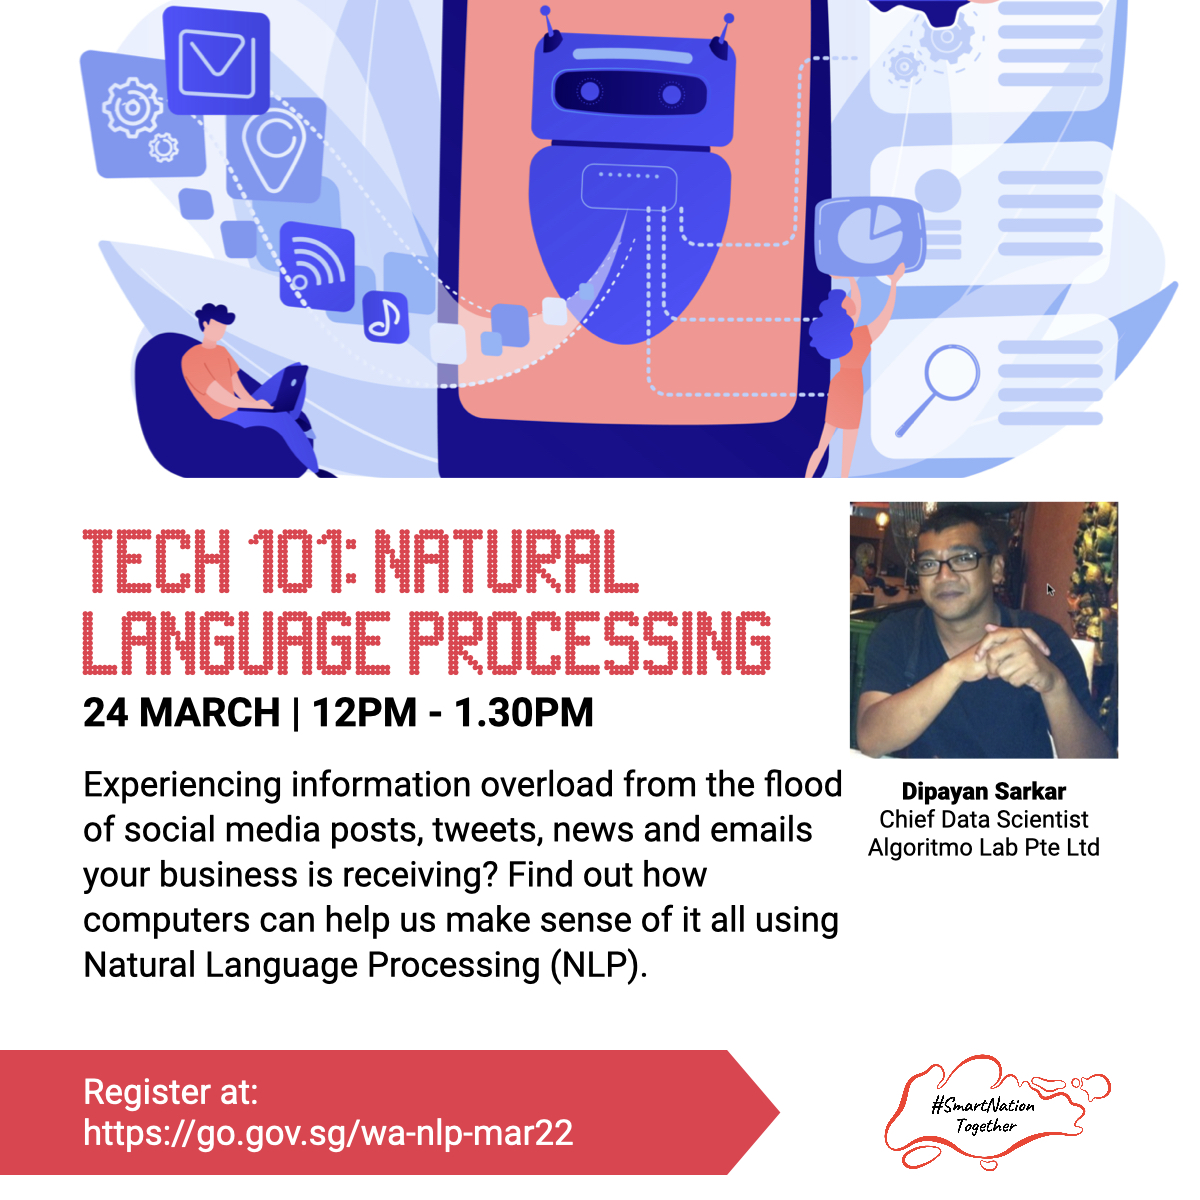 TECH 101: NATURAL
LANGUAGE PROCESSING
24 MARCH | 12PM - 1.30PM
Experiencing information overload from the flood
of social media posts, tweets, news and emails
your business is receiving? Find out how
computers can help us make sense of it all using
Natural Language Processing (NLP).
Dipayan Sarkar
Chief Data Scientist
Algoritmo Lab Pte Ltd
Register at:
https://go.gov.sg/wa-nlp-mar22
#SmartNation
Together